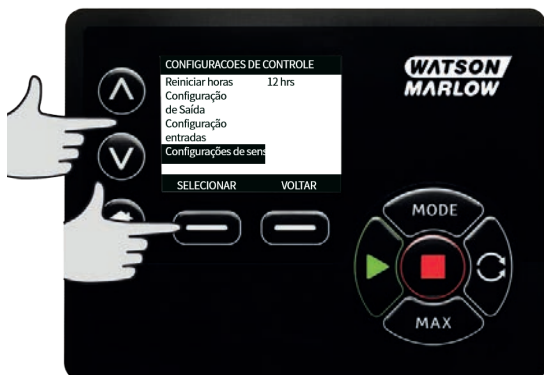 CONFIGURACOES DE CONTROLE
Reiniciar horas 12 hrs
Configuração
de Saída
Configuração
entradas
Configurações de sens
SELECIONAR VOLTAR
WATSON
MARLOW
MODE
MAX